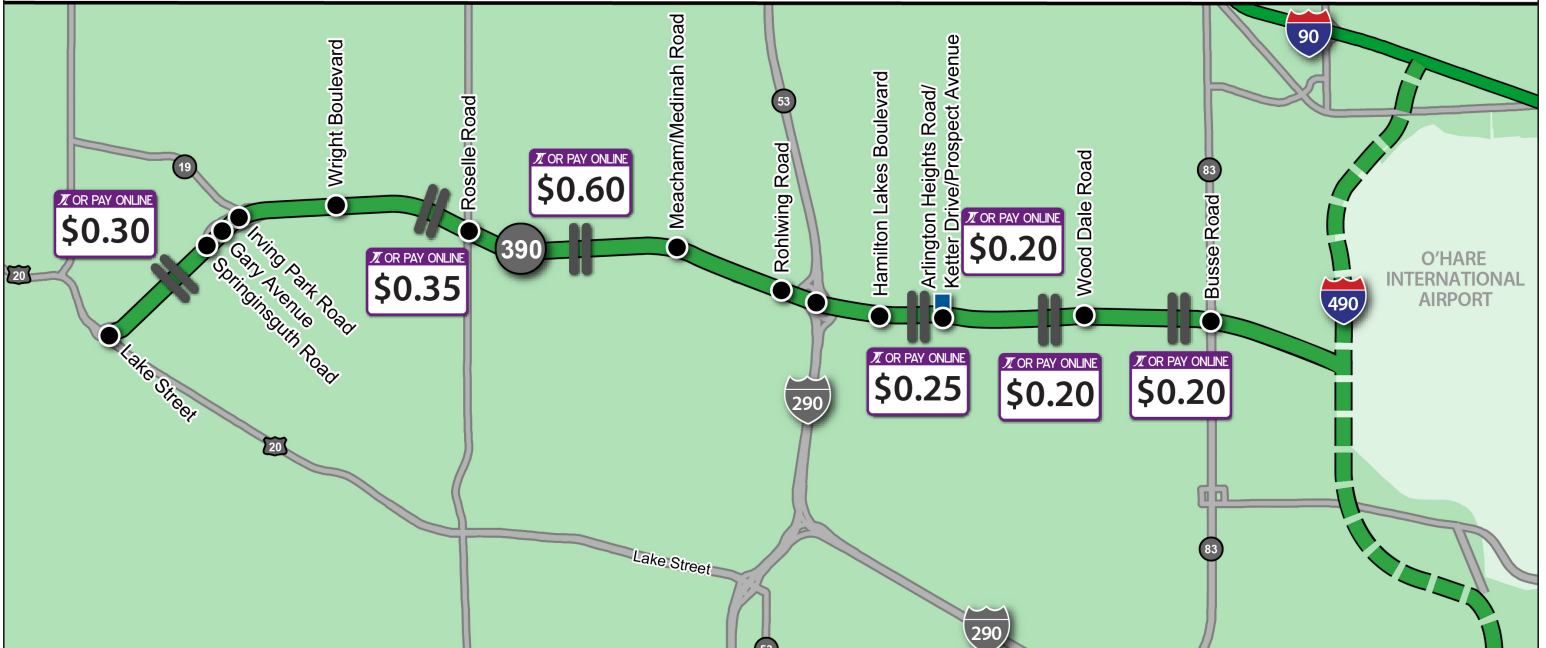 90
Wright Boulevard
Roselle Road
Meacham/Medinah Road
53
Rohlwing Road
Hamilton Lakes Boulevard
Arlington Heights Road/
Ketter Drive/Prospect Avenue
Wood Dale Road
83
Busse Road
19
OR PAY ONLINE
$0.30
OR PAY ONLINE
$0.60
OR PAY ONLINE
$0.20
390
OR PAY ONLINE
$0.35
20
Irving Park Road
Gary Avenue
Springinsguth Road
Lake Street
O'HARE
INTERNATIONAL
AIRPORT
490
OR PAY ONLINE
$0.25
OR PAY ONLINE
$0.20
OR PAY ONLINE
$0.20
290
20
Lake Street
83
290